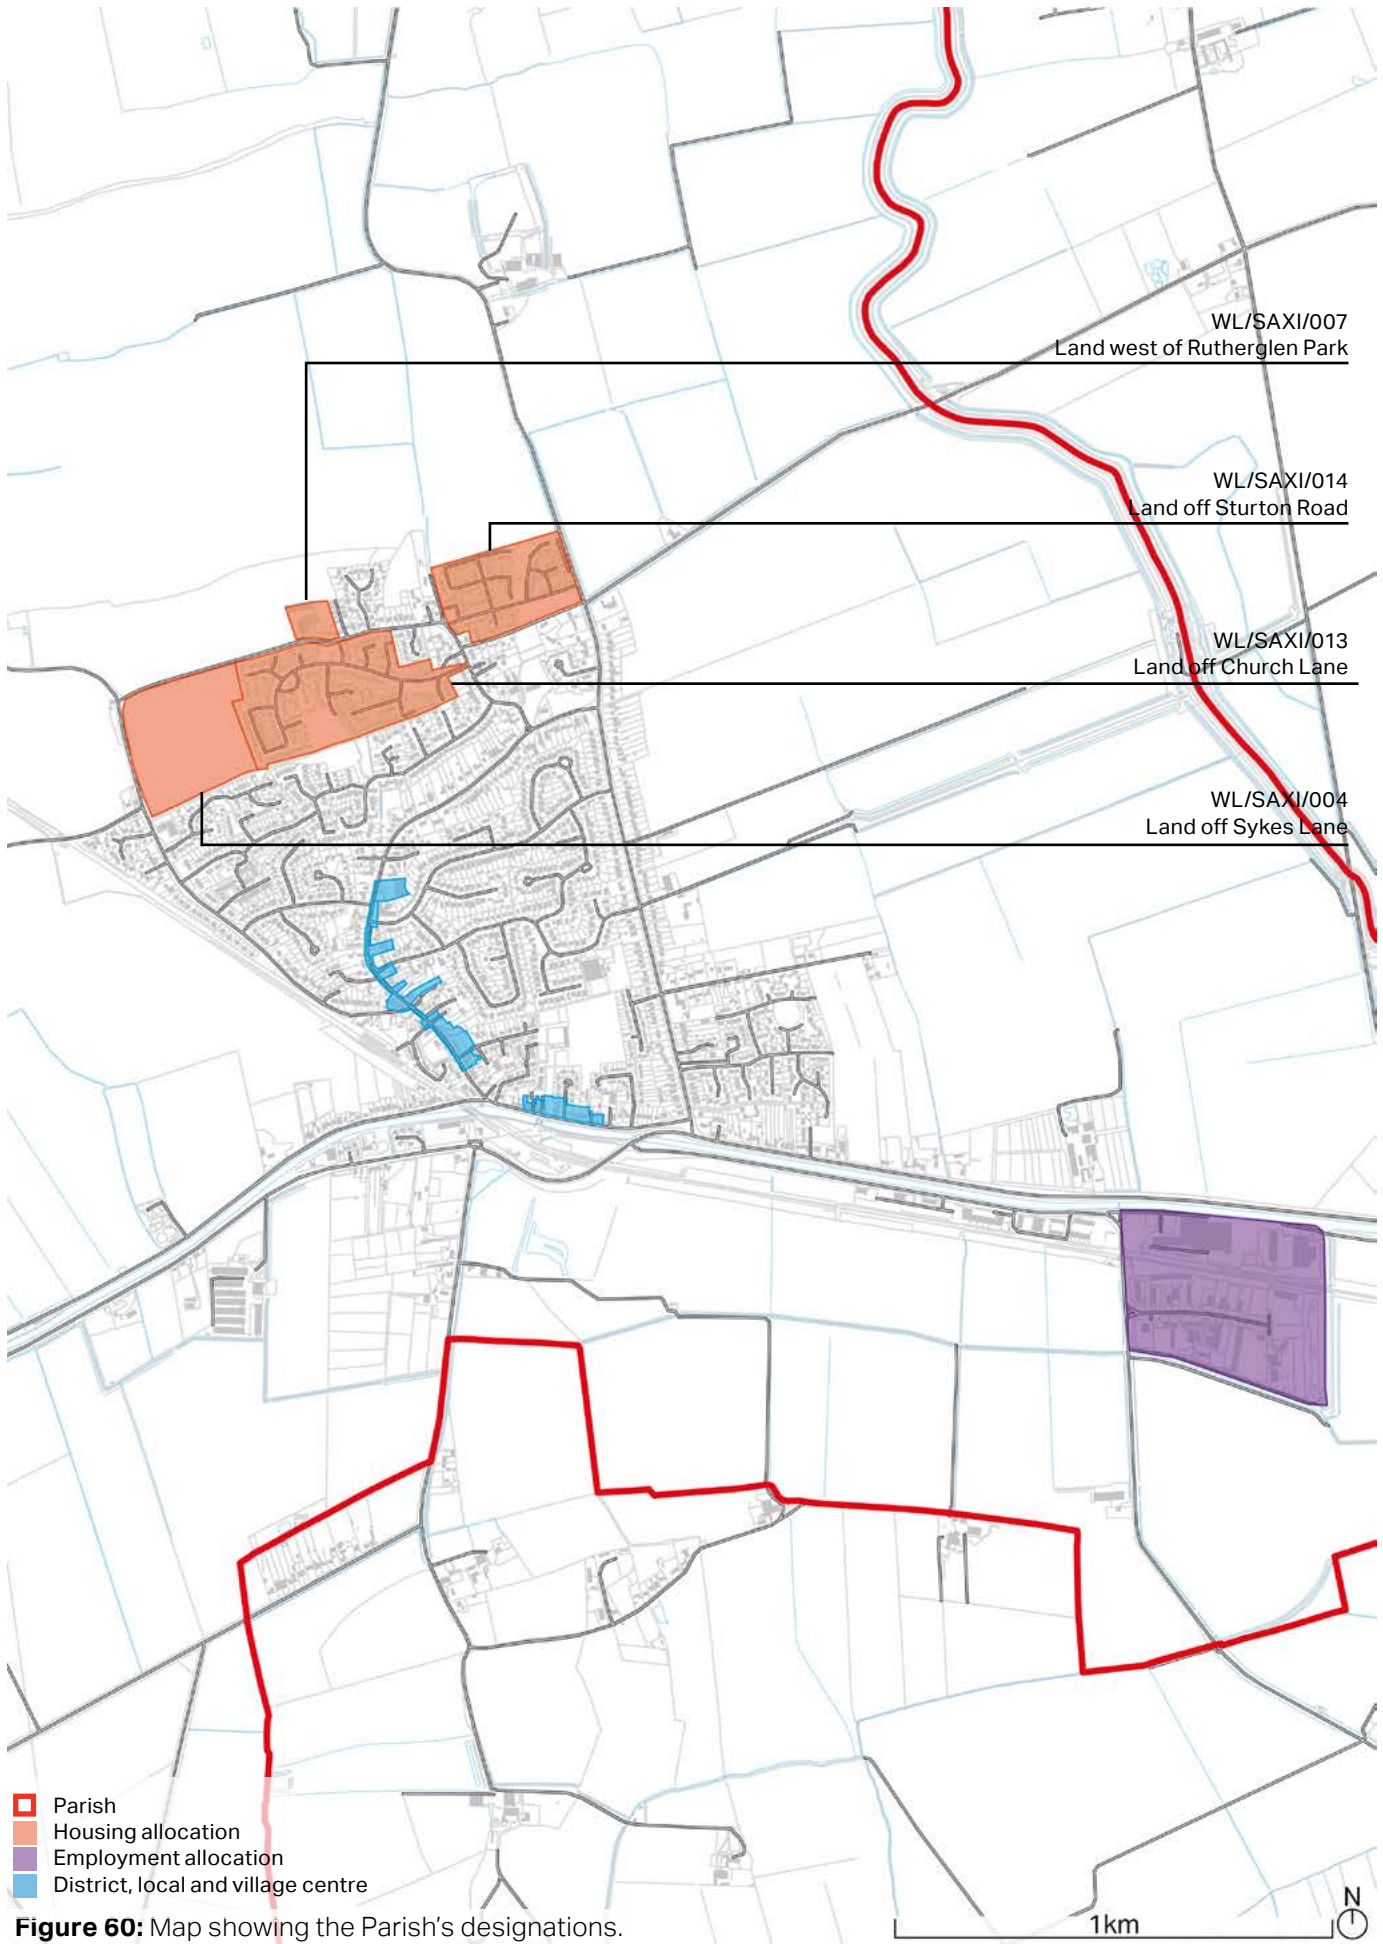 WL/SAXI/007
Land west of Rutherglen Park
WL/SAXI/014
Land off Sturton Road
WL/SAXI/013
Land off Church Lane
WL/SAXI/004
Land off Sykes Lane
Parish
Housing allocation
Employment allocation
District, local and village centre
Figure 60: Map showing the Parish's designations.
1km
N